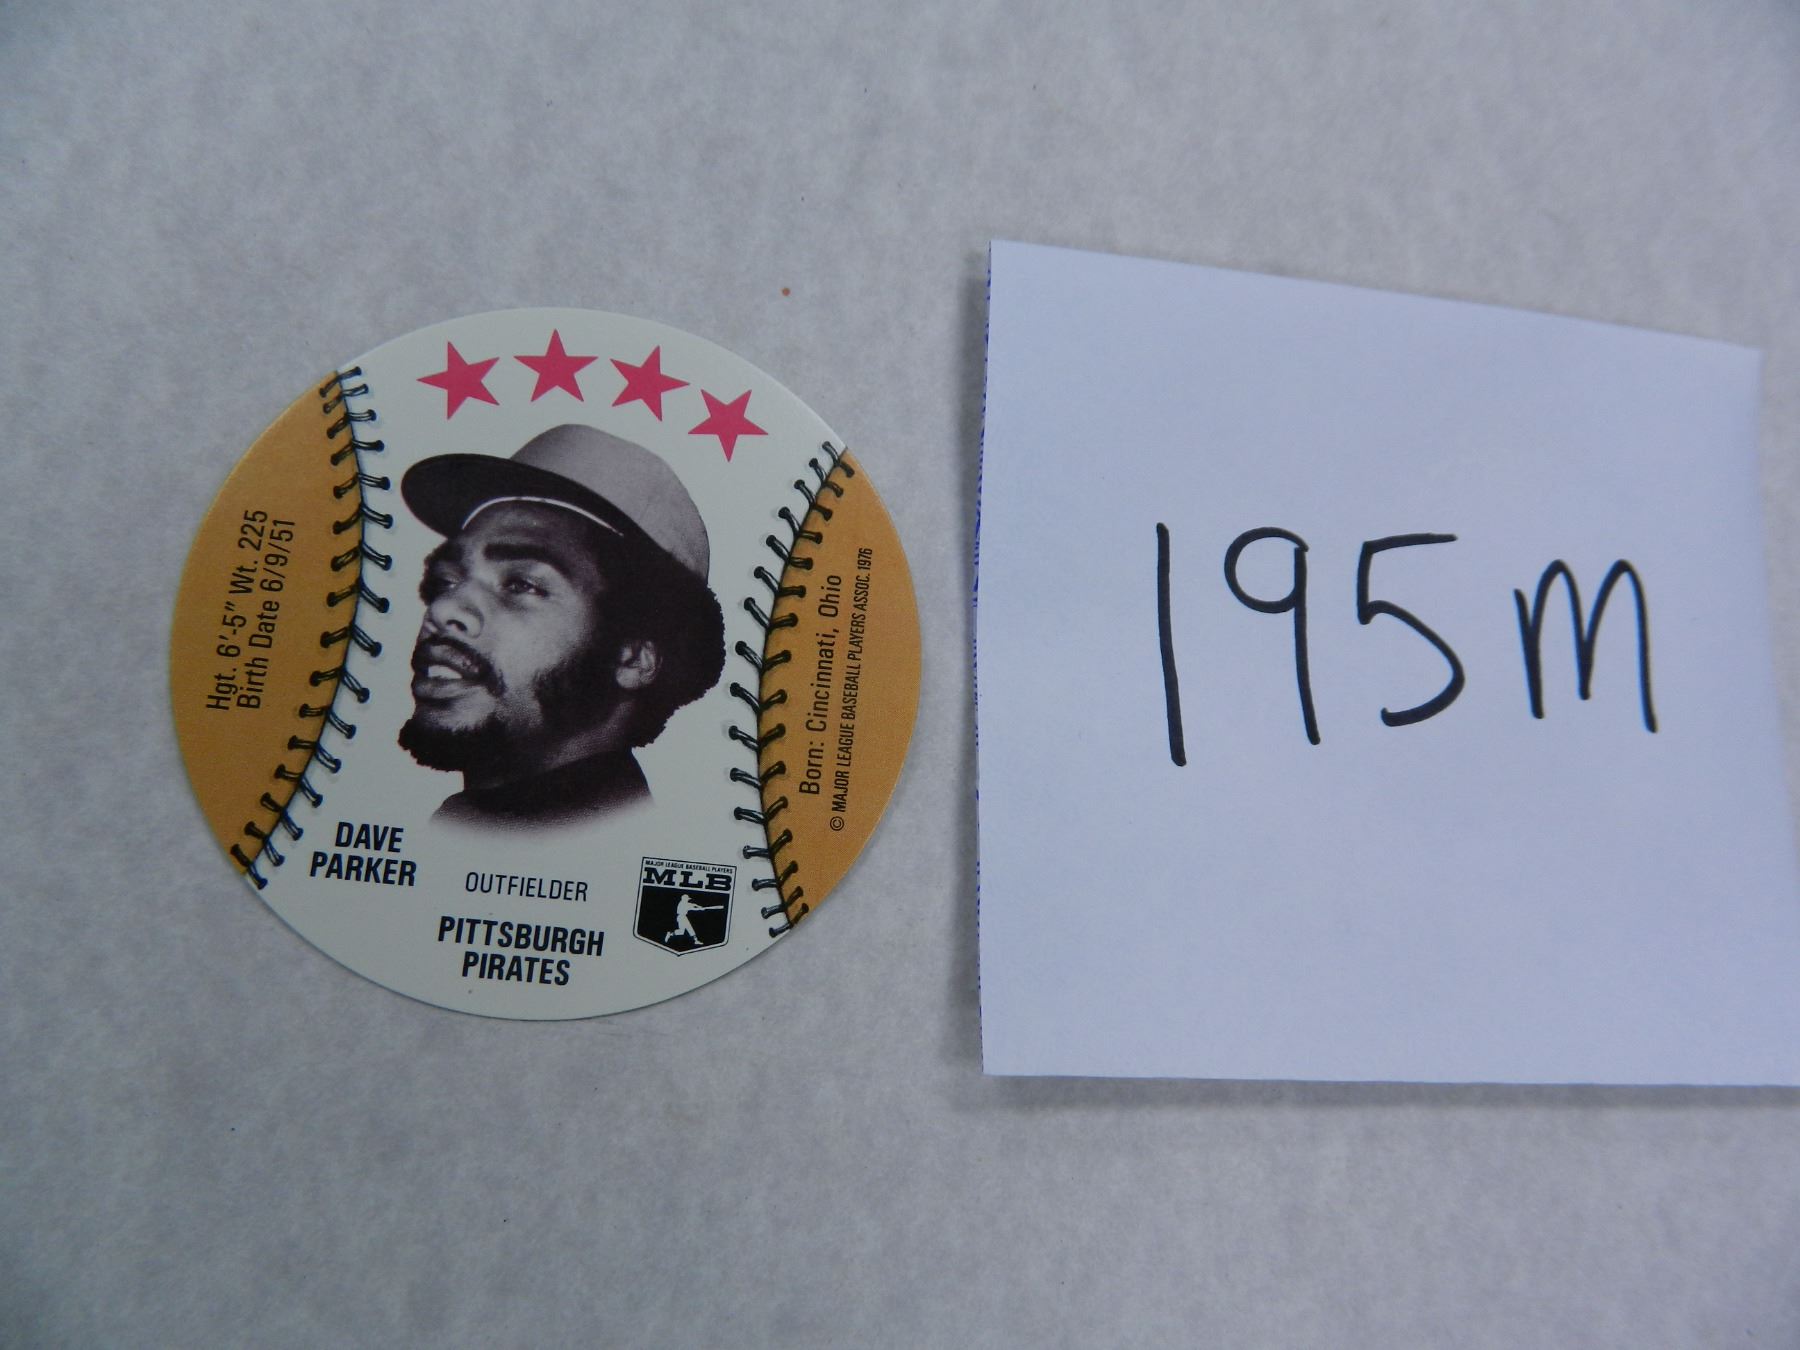 Hgt. 6'-5" Wt. 225
Birth Date 6/9/51
DAVE
PARKER
OUTFIELDER
PITTSBURGH
PIRATES
MAJOR LEAGUE BASEBALL PLAYERS
MLB
Born: Cincinnati, Ohio
© MAJOR LEAGUE BASEBALL PLAYERS ASSOC. 1976
195m